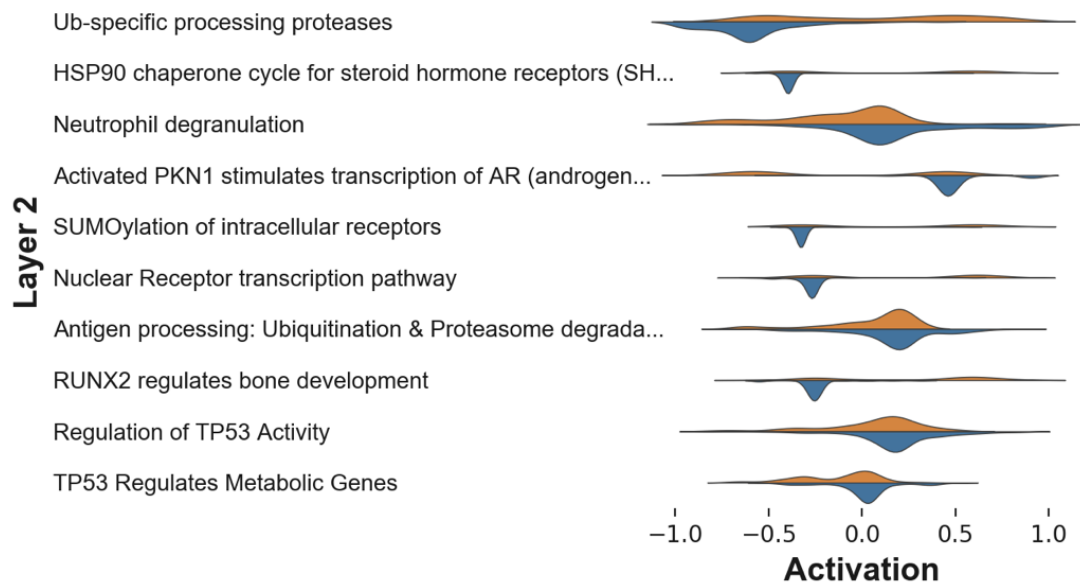 Layer 2
Ub-specific processing proteases
HSP90 chaperone cycle for steroid hormone receptors (SH...
Neutrophil degranulation
Activated PKN1 stimulates transcription of AR (androgen...
SUMOylation of intracellular receptors
Nuclear Receptor transcription pathway
Antigen processing: Ubiquitination & Proteasome degrada...
RUNX2 regulates bone development
Regulation of TP53 Activity
TP53 Regulates Metabolic Genes
−1.0 −0.5 0.0 0.5 1.0
Activation